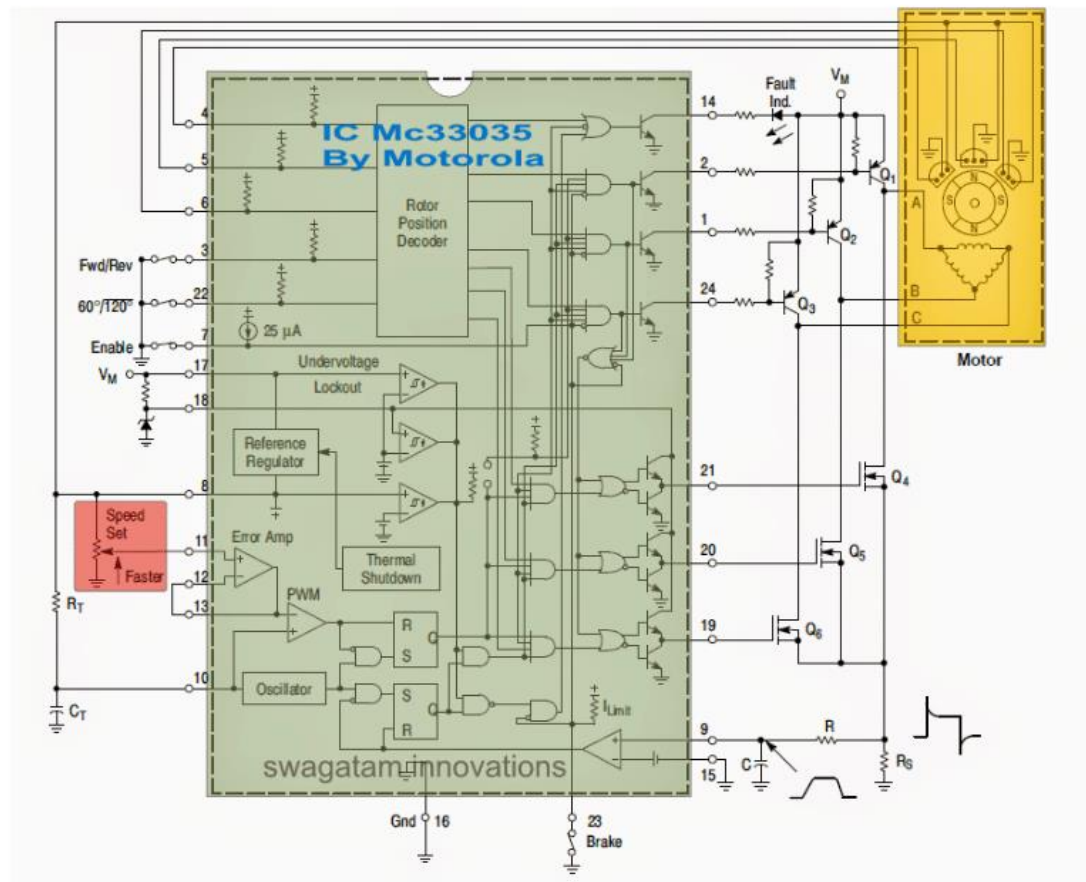 IC Mc33035
By Motorola
Rotor
Position
Decoder
4
5
6
3
22
7
17
18
8
11
12
13
10
Fwd/Rev
60°/120°
Enable
VM
25 µA
Undervoltage
Lockout
Reference
Regulator
Thermal
Shutdown
Error Amp
PWM
Oscillator
R
Q
S
S
Q
R
ILimit
Speed
Set
Faster
RT
CT
14
2
1
24
21
20
19
9
15
Fault
Ind.
VM
Q1
Q2
Q3
Q4
Q5
Q6
A
B
C
N
S
S
N
Motor
R
C
RS
swagatam innovations
Gnd
16
23
Brake